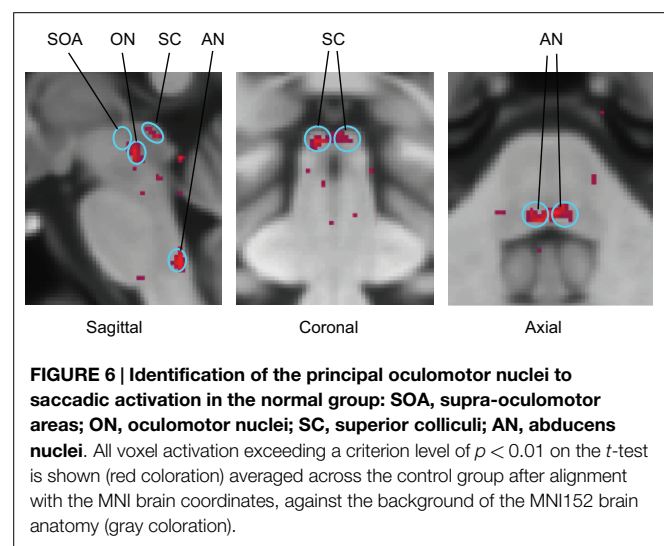 SOA ON SC AN SC AN
Sagittal Coronal Axial
FIGURE 6 | Identification of the principal oculomotor nuclei to
saccadic activation in the normal group: SOA, supra-oculomotor
areas; ON, oculomotor nuclei; SC, superior colliculi; AN, abducens
nuclei. All voxel activation exceeding a criterion level of p < 0.01 on the t-test
is shown (red coloration) averaged across the control group after alignment
with the MNI brain coordinates, against the background of the MNI152 brain
anatomy (gray coloration).